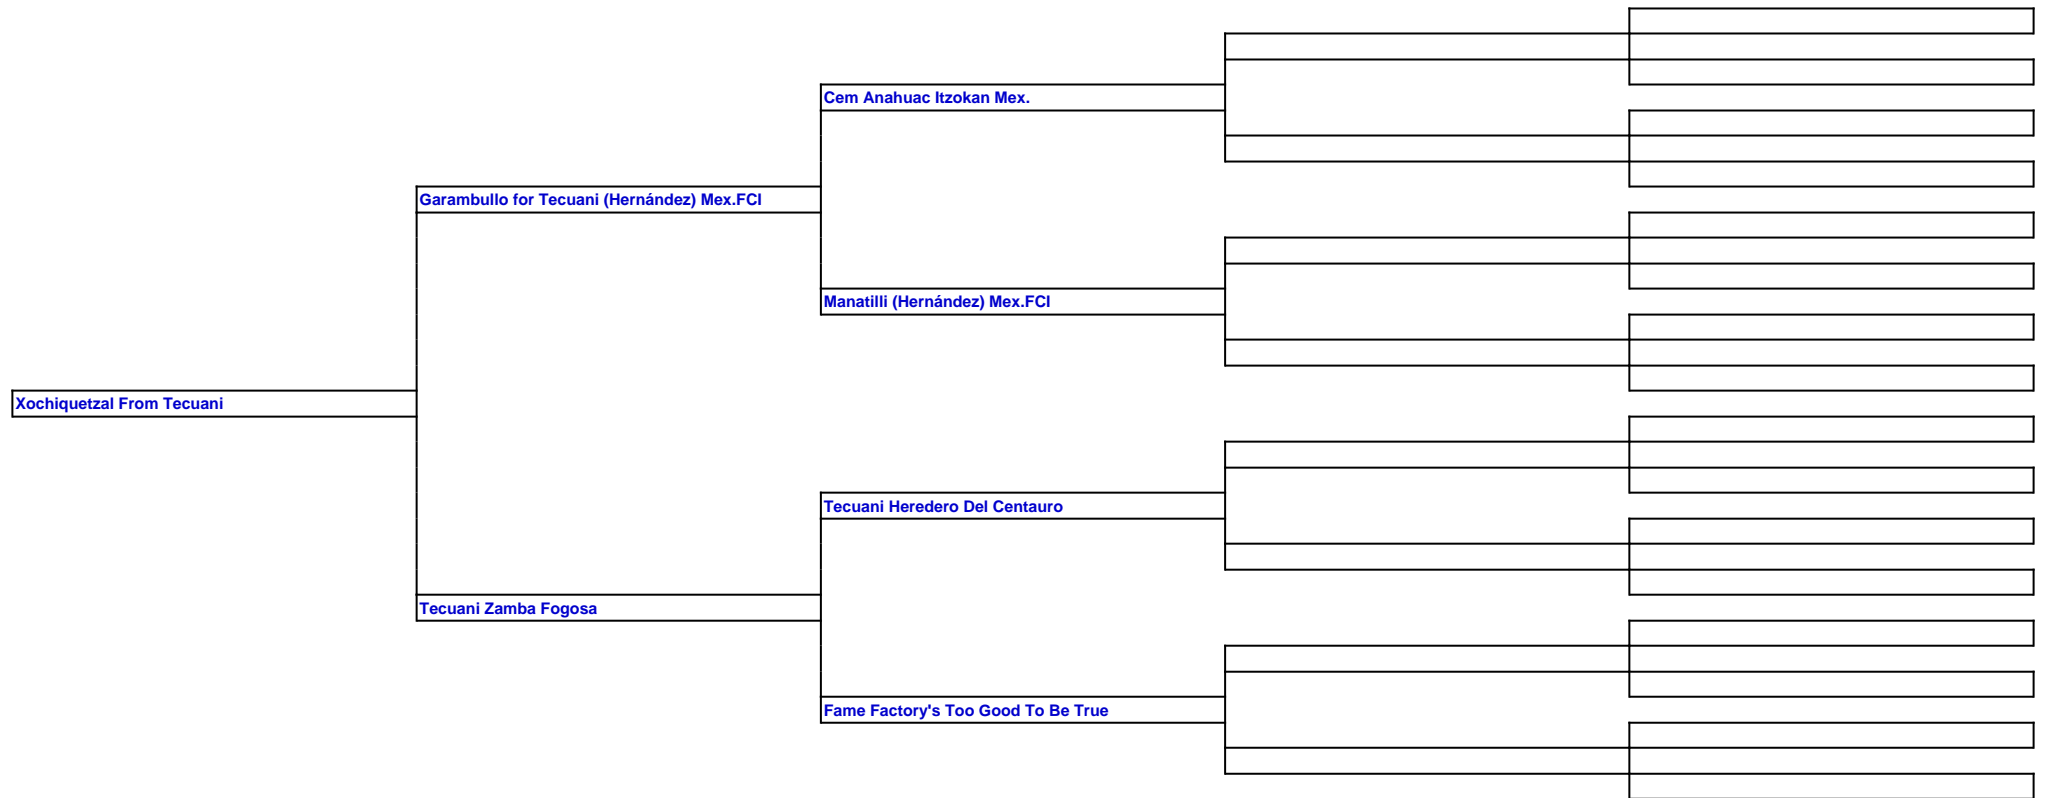 Cem Anahuac Itzokan Mex.
Garambullo for Tecuani (Hernández) Mex.FCI
Manatilli (Hernández) Mex.FCI
Xochiquetzal From Tecuani
Tecuani Heredero Del Centauro
Tecuani Zamba Fogosa
Fame Factory's Too Good To Be True